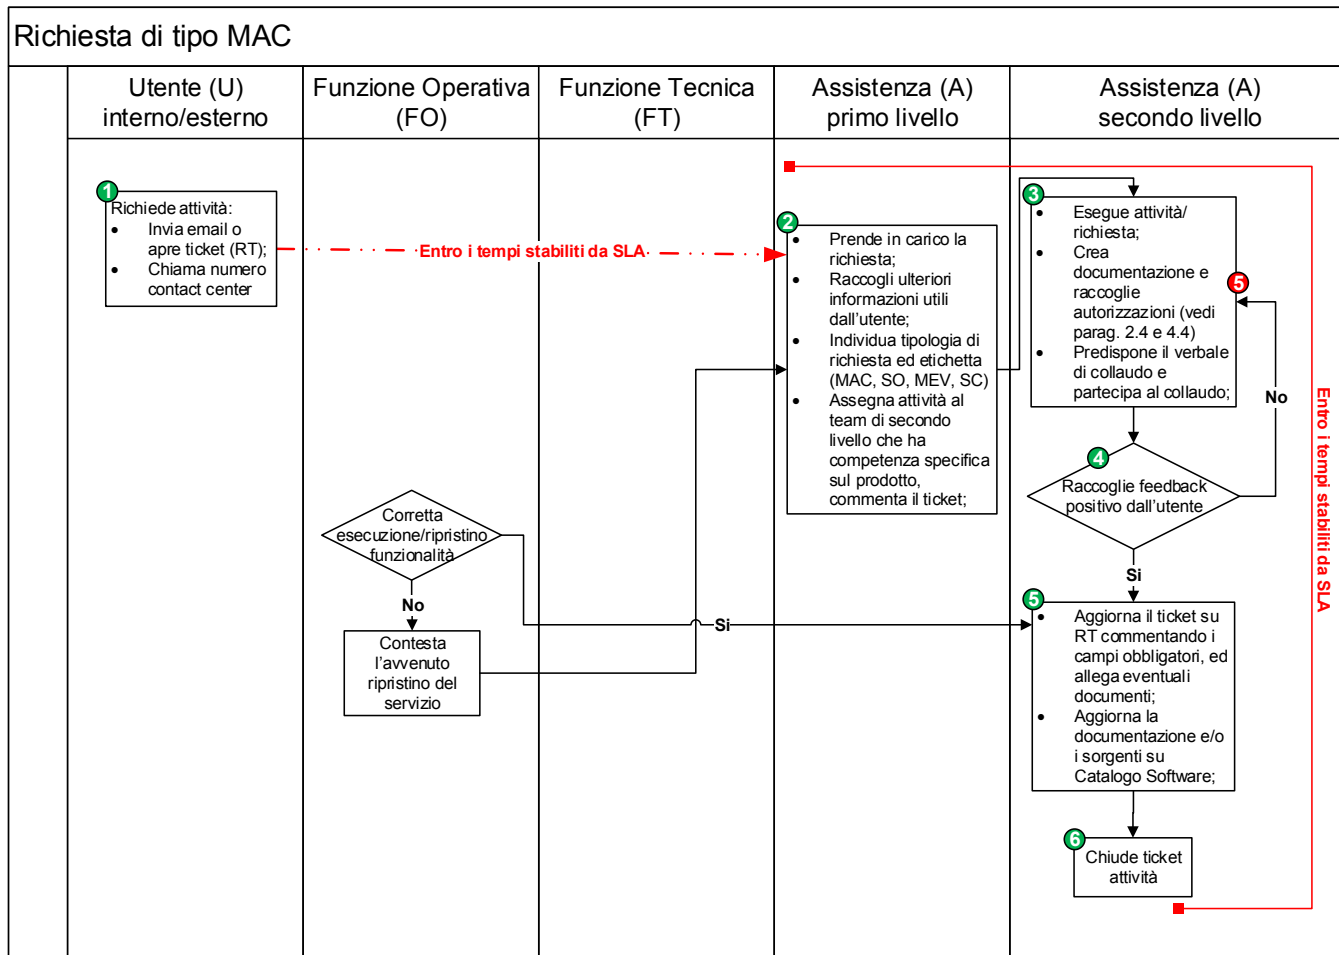 Richiesta di tipo MAC
Utente (U)
interno/esterno
Funzione Operativa
(FO)
Funzione Tecnica
(FT)
Assistenza (A)
primo livello
Assistenza (A)
secondo livello
1
Richiede attività:
• Invia email o
apre ticket (RT);
• Chiama numero
contact center
Entro i tempi stabiliti da SLA
2
• Prende in carico la
richiesta;
• Raccogli ulteriori
informazioni utili
dall'utente;
• Individua tipologia di
richiesta ed etichetta
(MAC, SO, MEV, SC)
• Assegna attività al
team di secondo
livello che ha
competenza specifica
sul prodotto,
commenta il ticket;
3
• Esegue attività/
richiesta;
• Crea
documentazione e
raccoglie
autorizzazioni (vedi
parag. 2.4 e 4.4)
• Predispone il verbale
di collaudo e
partecipa al collaudo;
5
No
4
Raccoglie feedback
positivo dall'utente
Si
Corretta
esecuzione/ripristino
funzionalità
No
Si
Contesta
l'avvenuto
ripristino del
servizio
5
• Aggiorna il ticket su
RT commentando i
campi obbligatori, ed
allega eventuali
documenti;
• Aggiorna la
documentazione e/o
i sorgenti su
Catalogo Software;
6
Chiude ticket
attività
Entro i tempi stabiliti da SLA